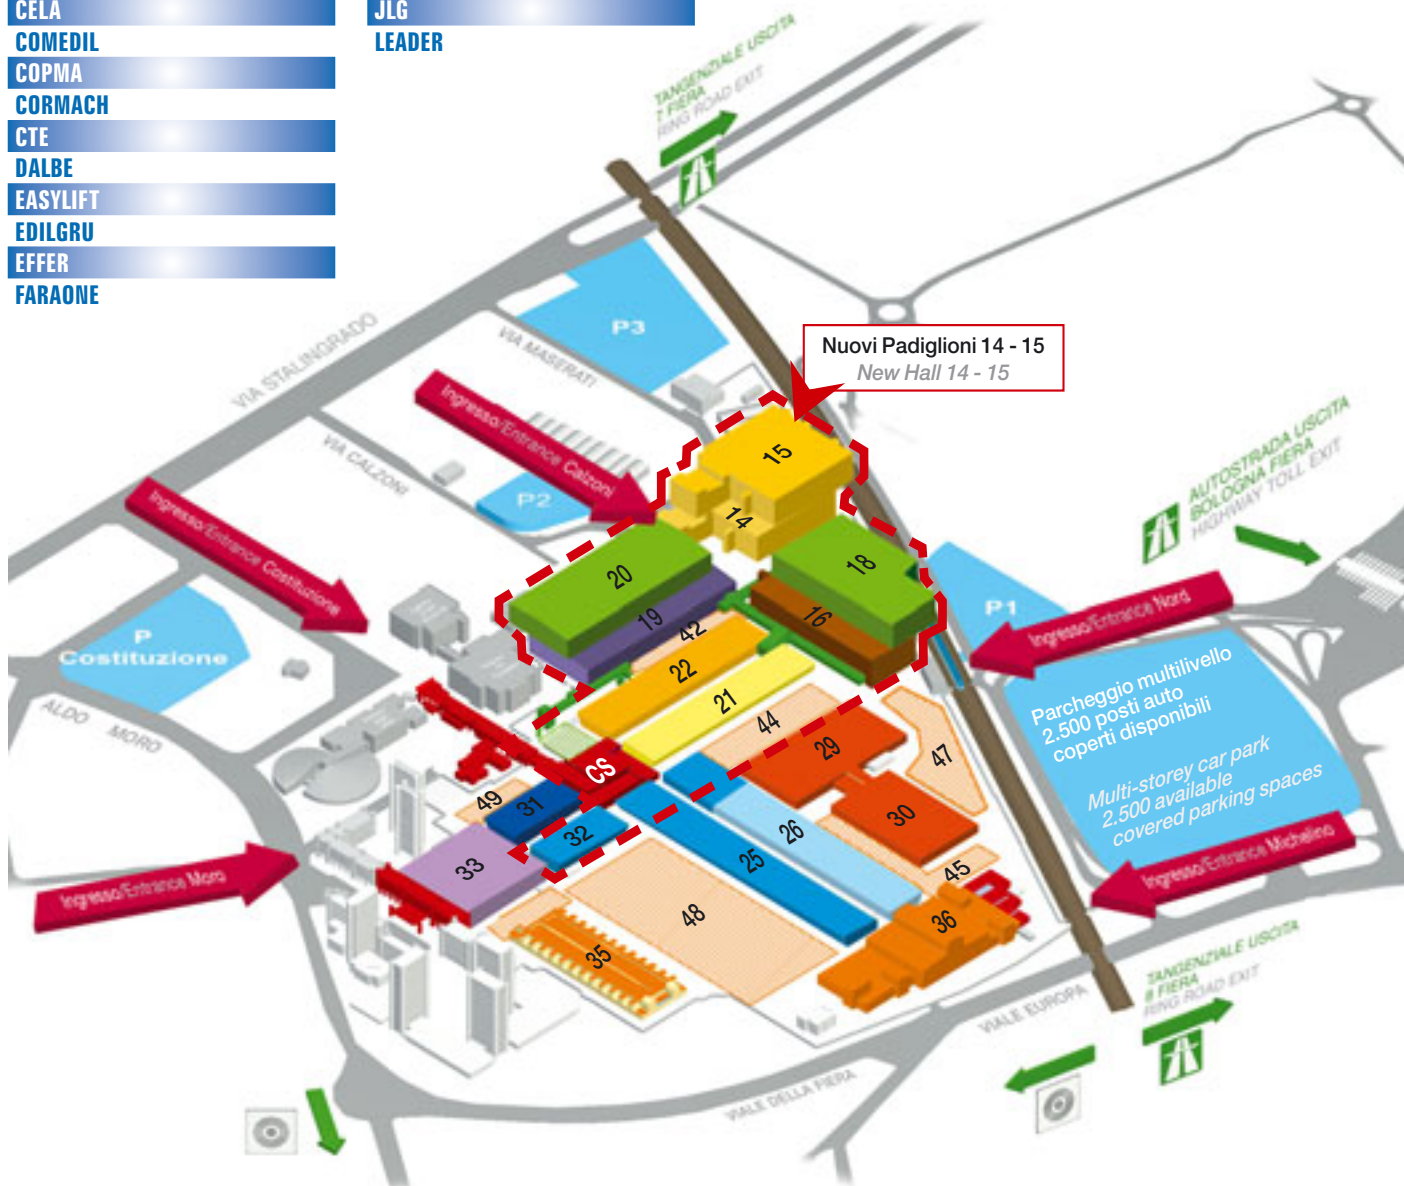 CELA
COMEDIL
COPMA
CORMACH
CTE
DALBE
EASYLIFT
EDILGRU
EFFER
FARAONE
JLG
LEADER
TANGENZIALE USCITA
7 FIERA
RING ROAD EXIT
VIA STALINGRADO
P3
VIA MASERATI
Nuovi Padiglioni 14 - 15
New Hall 14 - 15
Ingresso/Entrance Calzoni
VIA CALZONI
P2
15
14
AUTOSTRADA USCITA
BOLOGNA FIERA
HIGHWAY TOLL EXIT
Ingresso/Entrance Costituzione
20
18
19
16
42
22
21
P1
Ingresso/Entrance Nord
P
Costituzione
ALDO MORO
Parcheggio multilivello
2.500 posti auto
coperti disponibili
Multi-storey car park
2.500 available
covered parking spaces
44
29
47
CS
49
31
32
30
26
25
33
45
Ingresso/Entrance Michelino
Ingresso/Entrance Moro
48
36
35
TANGENZIALE USCITA
8 FIERA
RING ROAD EXIT
VIALE EUROPA
VIALE DELLA FIERA